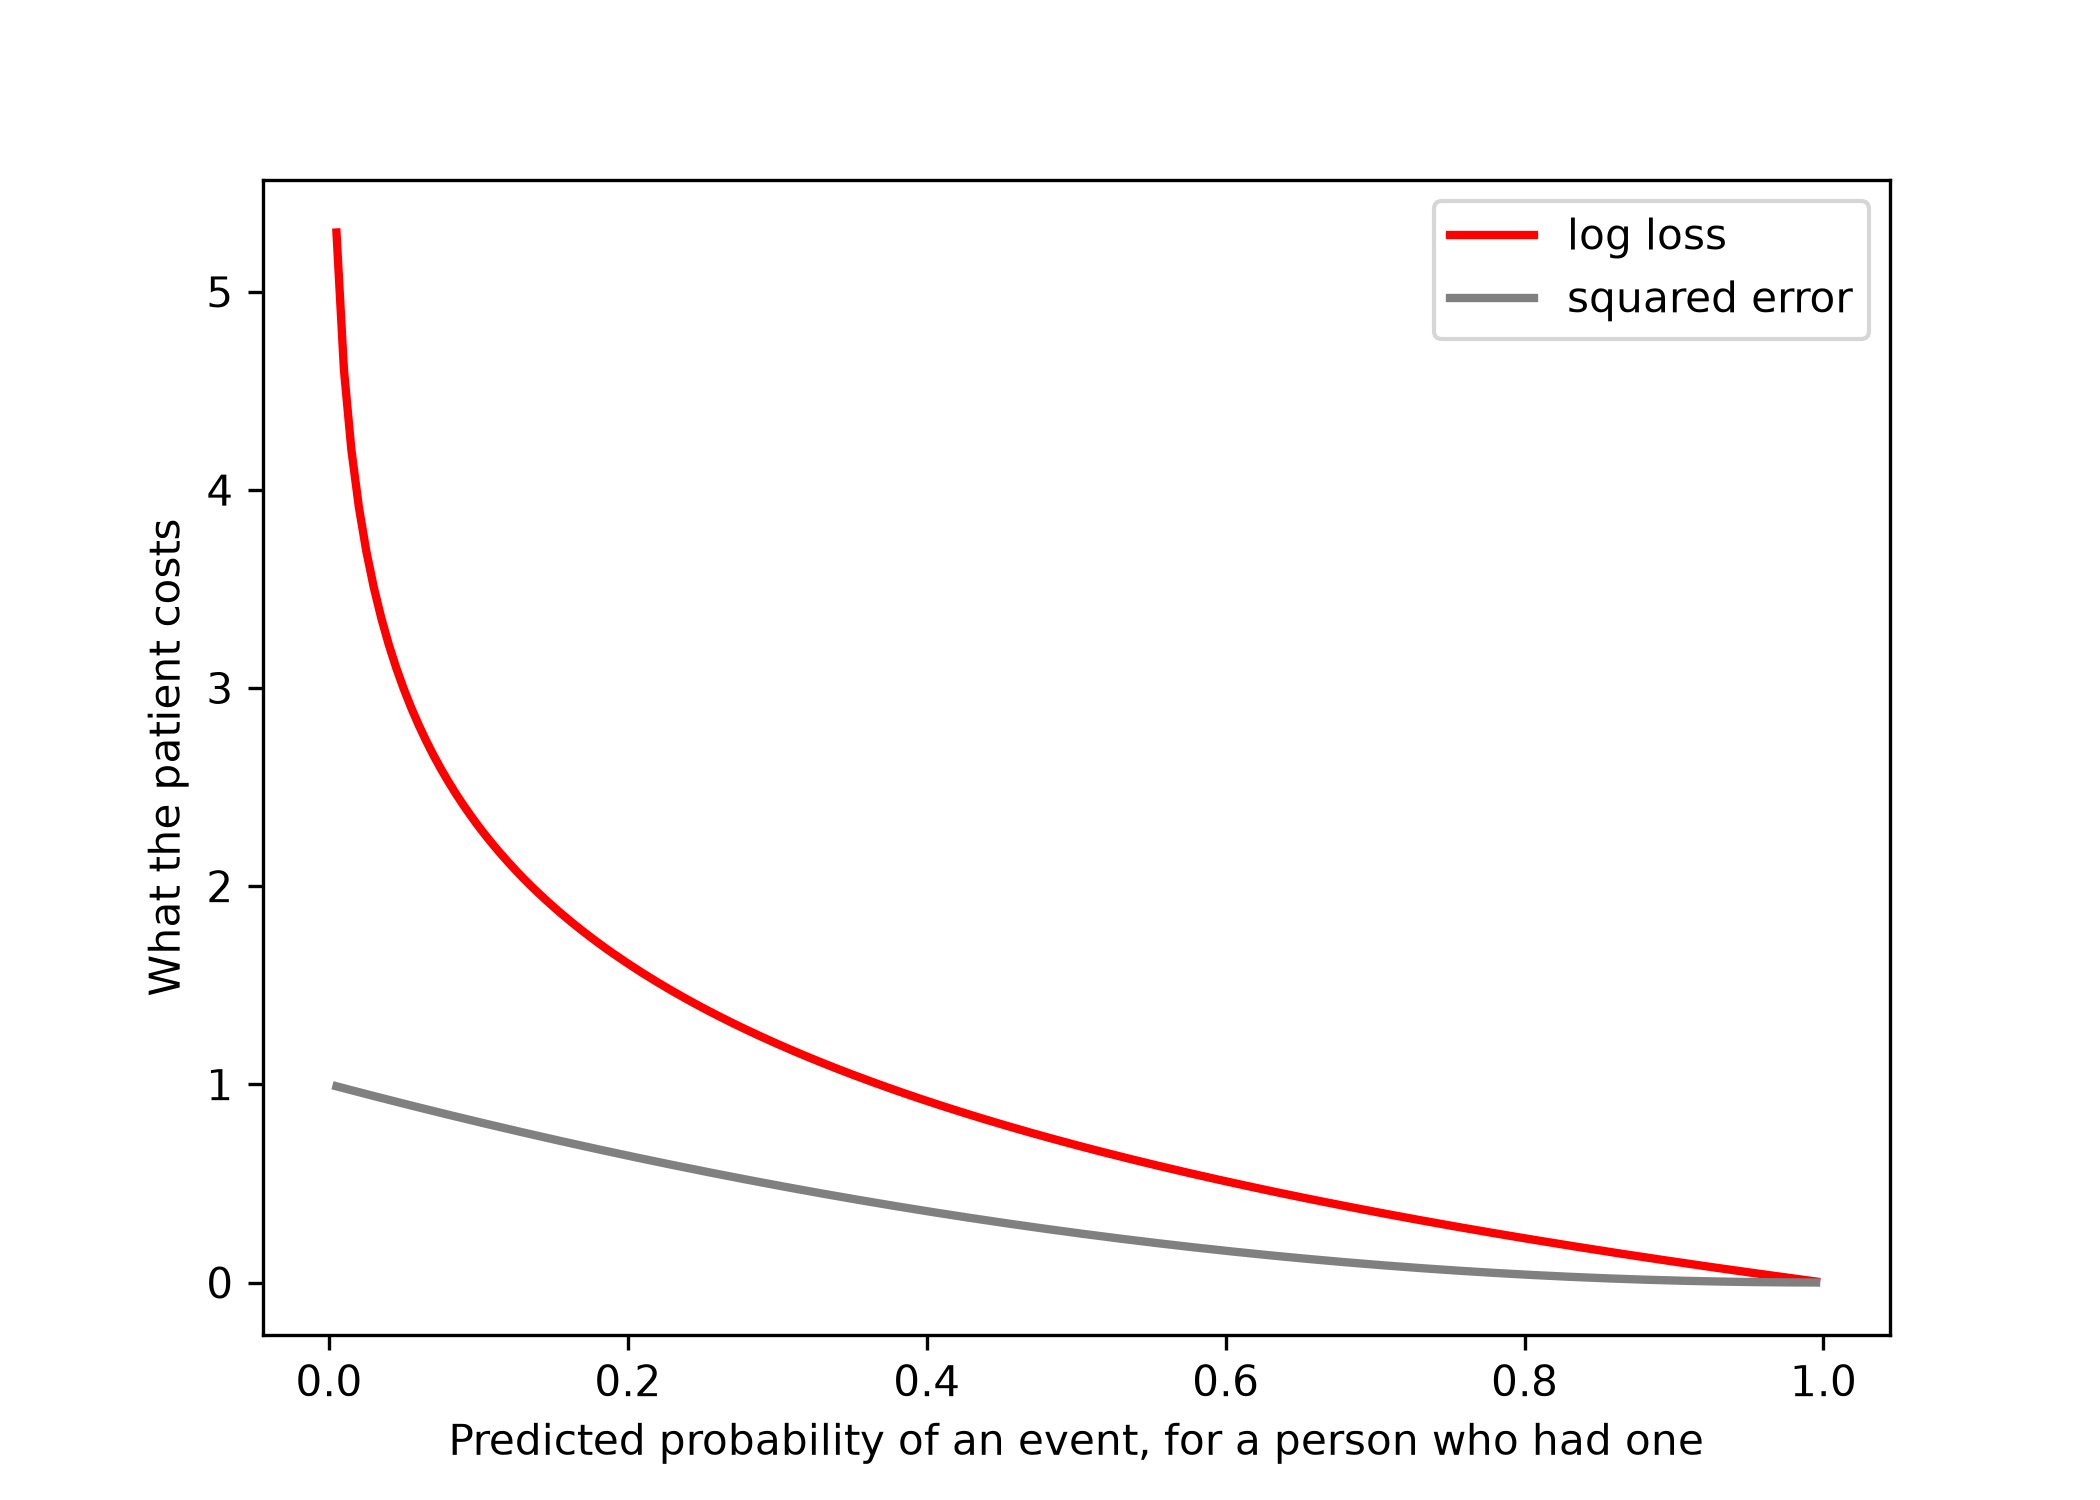 log loss
squared error
What the patient costs
5
4
3
2
1
0
0.0 0.2 0.4 0.6 0.8 1.0
Predicted probability of an event, for a person who had one